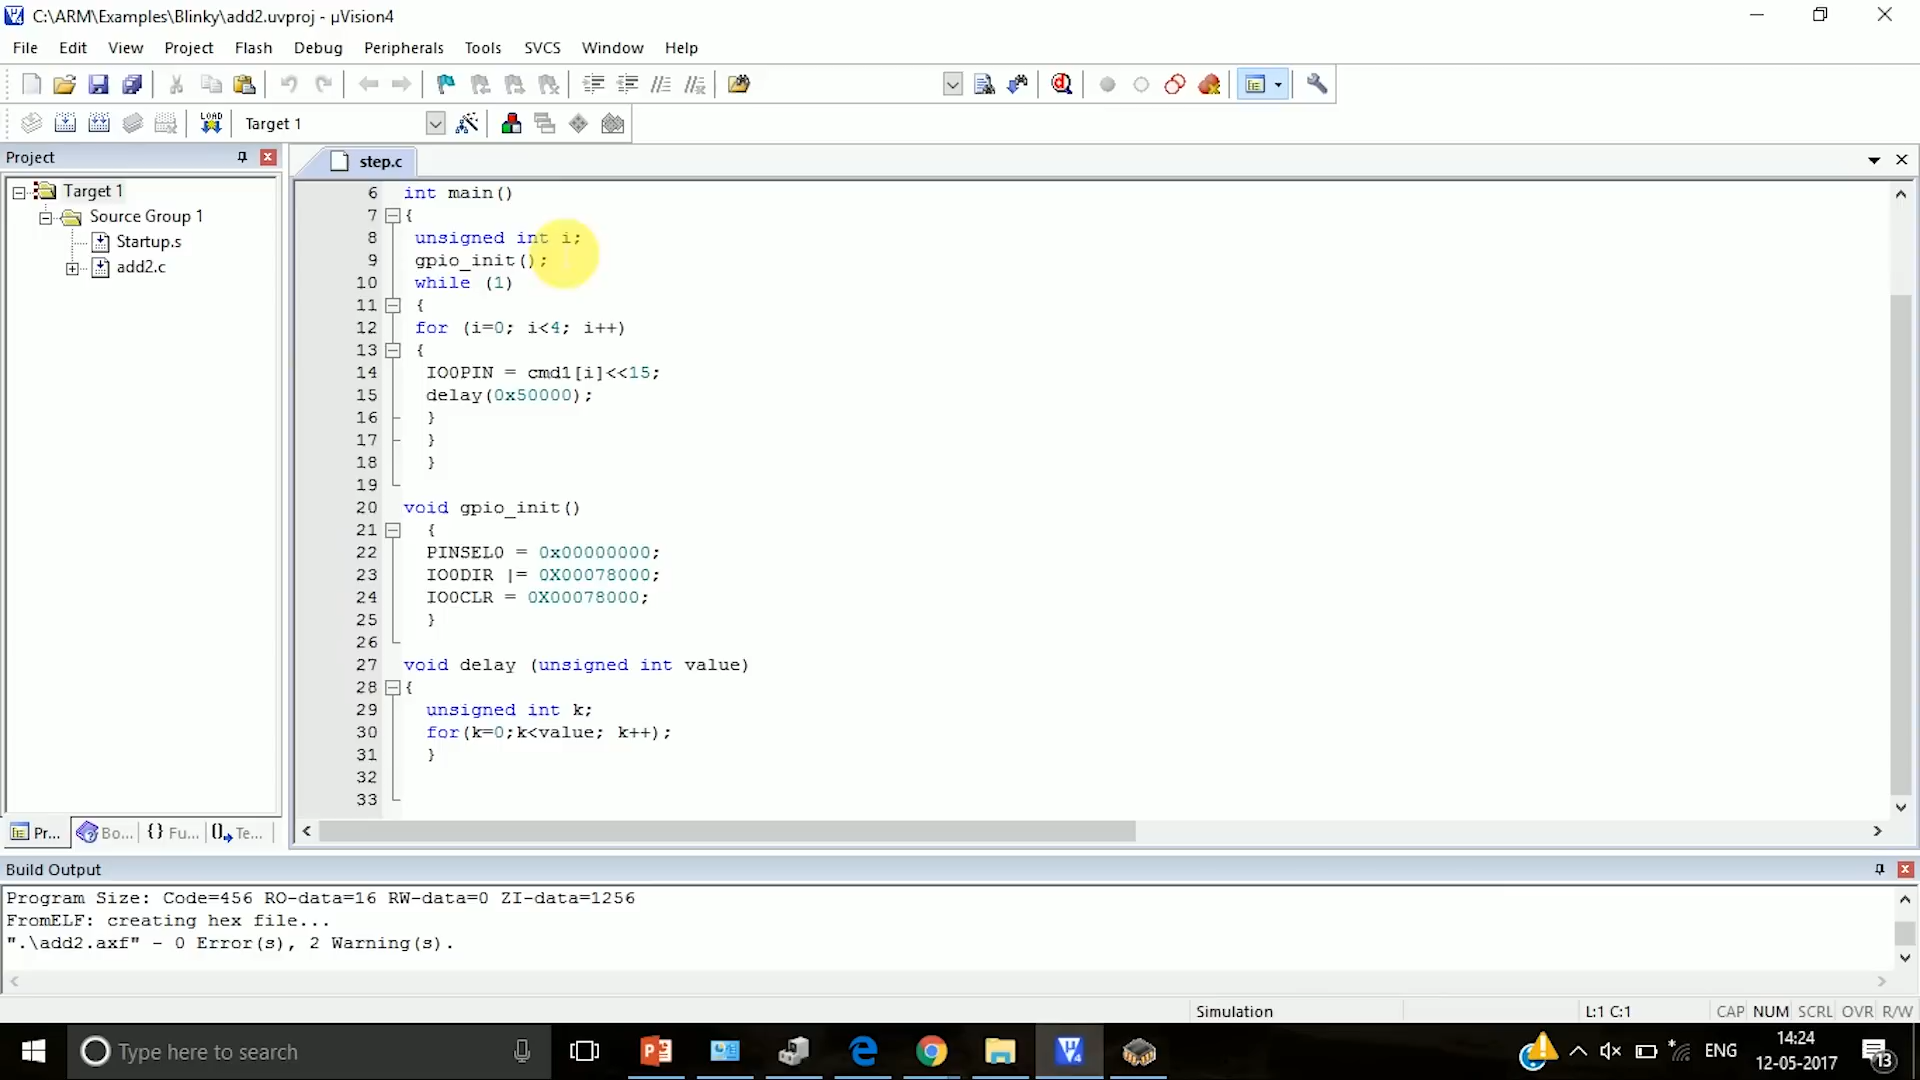 C:\ARM\Examples\Blinky\add2.uvproj - µVision4
File Edit View Project Flash Debug Peripherals Tools SVCS Window Help
LOAD Target 1
Project
step.c
Target 1
Source Group 1
Startup.s
add2.c
6 int main()
7 {
8 unsigned int i;
9 gpio_init();
10 while (1)
11 {
12 for (i=0; i<4; i++)
13 {
14 IO0PIN = cmd1[i]<<15;
15 delay(0x50000);
16 }
17 }
18 }
19
20 void gpio_init()
21 {
22 PINSEL0 = 0x00000000;
23 IO0DIR |= 0X00078000;
24 IO0CLR = 0X00078000;
25 }
26
27 void delay (unsigned int value)
28 {
29 unsigned int k;
30 for(k=0;k<value; k++);
31 }
32
33
Pr... Bo... {} Fu... Te...
Build Output
Program Size: Code=456 RO-data=16 RW-data=0 ZI-data=1256
FromELF: creating hex file...
".\add2.axf" - 0 Error(s), 2 Warning(s).
Simulation L:1 C:1 CAP NUM SCRL OVR R/W
Type here to search
ENG
14:24
12-05-2017
13